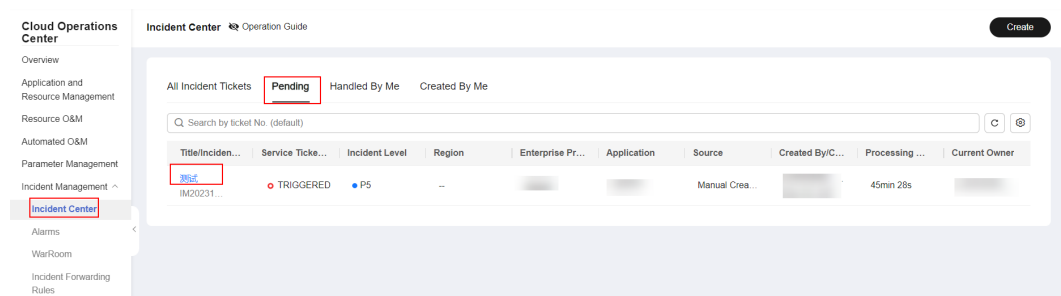 Cloud Operations
Center
Incident Center Operation Guide
Create
Overview
Application and
Resource Management
Resource O&M
Automated O&M
Parameter Management
Incident Management
Incident Center
Alarms
WarRoom
Incident Forwarding
Rules
All Incident Tickets Pending Handled By Me Created By Me
Search by ticket No. (default)
Title/Inciden... Service Ticke... Incident Level Region Enterprise Pr... Application Source Created By/C... Processing ... Current Owner
测试
IM20231...
TRIGGERED P5 -- Manual Crea... 45min 28s